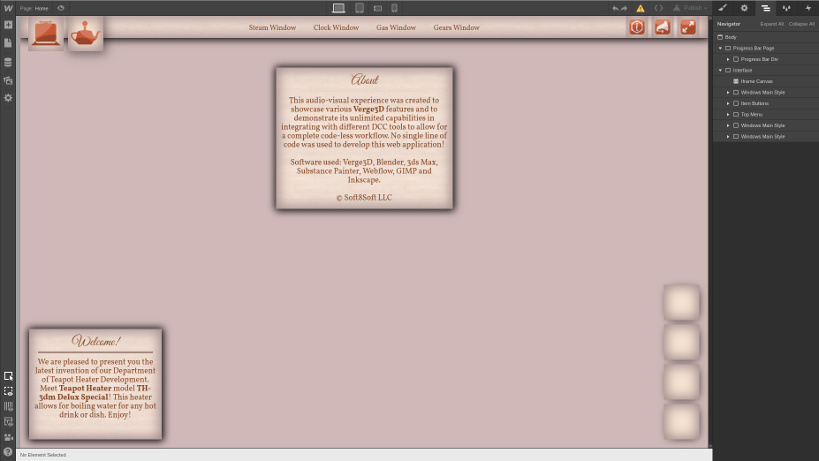 Page: Home
Publish
Steam Window
Clock Window
Gas Window
Gears Window
About
This audio-visual experience was created to
showcase various Verge3D features and to
demonstrate its unlimited capabilities in
integrating with different DCC tools to allow for
a complete code-less workflow. No single line of
code was used to develop this web application!
Software used: Verge3D, Blender, 3ds Max,
Substance Painter, Webflow, GIMP and
Inkscape.
© Soft8Soft LLC
Welcome!
We are pleased to present you the
latest invention of our Department
of Teapot Heater Development.
Meet Teapot Heater model TH-
3dm Delux Special! This heater
allows for boiling water for any hot
drink or dish. Enjoy!
No Element Selected
Navigator
Expand All
Collapse All
Body
Progress Bar Page
Progress Bar Div
Interface
Iframe Canvas
Windows Main Style
Item Buttons
Top Menu
Windows Main Style
Windows Main Style